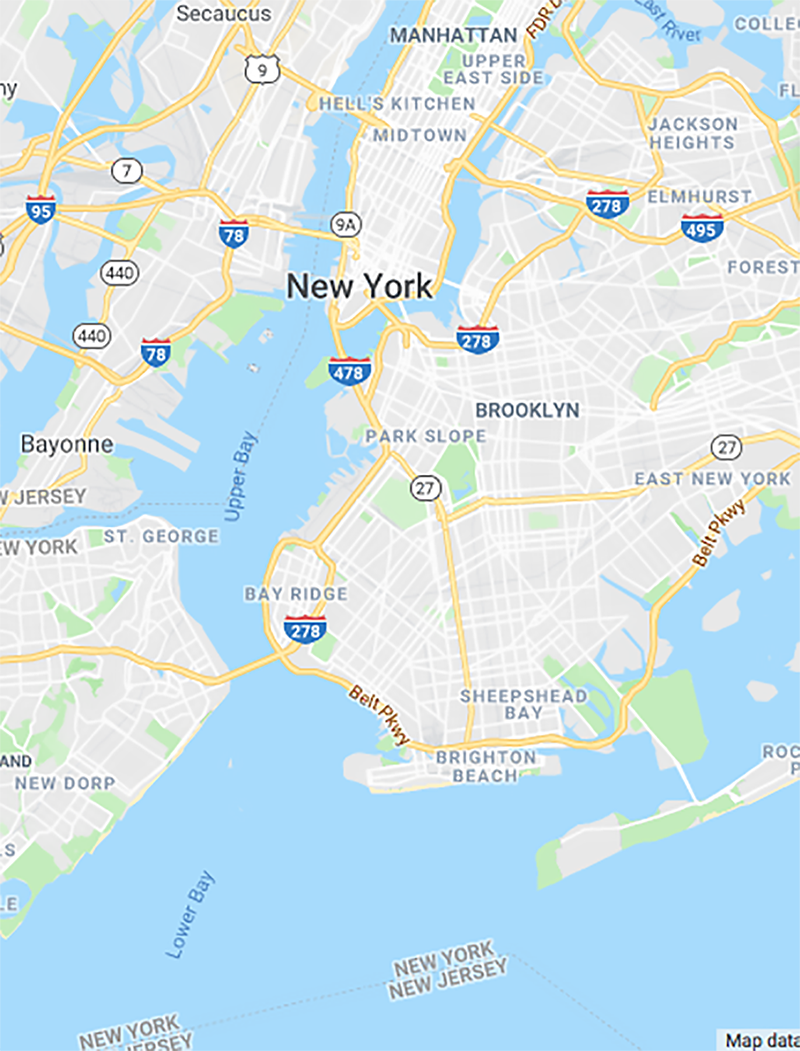 Secaucus
MANHATTAN
FDR D
East River
COLLE
UPPER
EAST SIDE
9
ny
HELL'S KITCHEN
FL
MIDTOWN
JACKSON
HEIGHTS
7
95
278
ELMHURST
78
9A
495
440
FOREST
New York
440
78
278
478
BROOKLYN
Bayonne
PARK SLOPE
27
Upper Bay
27
EAST NEW YORK
W JERSEY
EW YORK
ST. GEORGE
Belt Pkwy
BAY RIDGE
278
Belt Pkwy
SHEEPSHEAD
BAY
AND
BRIGHTON
BEACH
ROC
P
NEW DORP
LS
LE
Lower Bay
NEW YORK
NEW JERSEY
NEW YORK
JERSEY
Map data